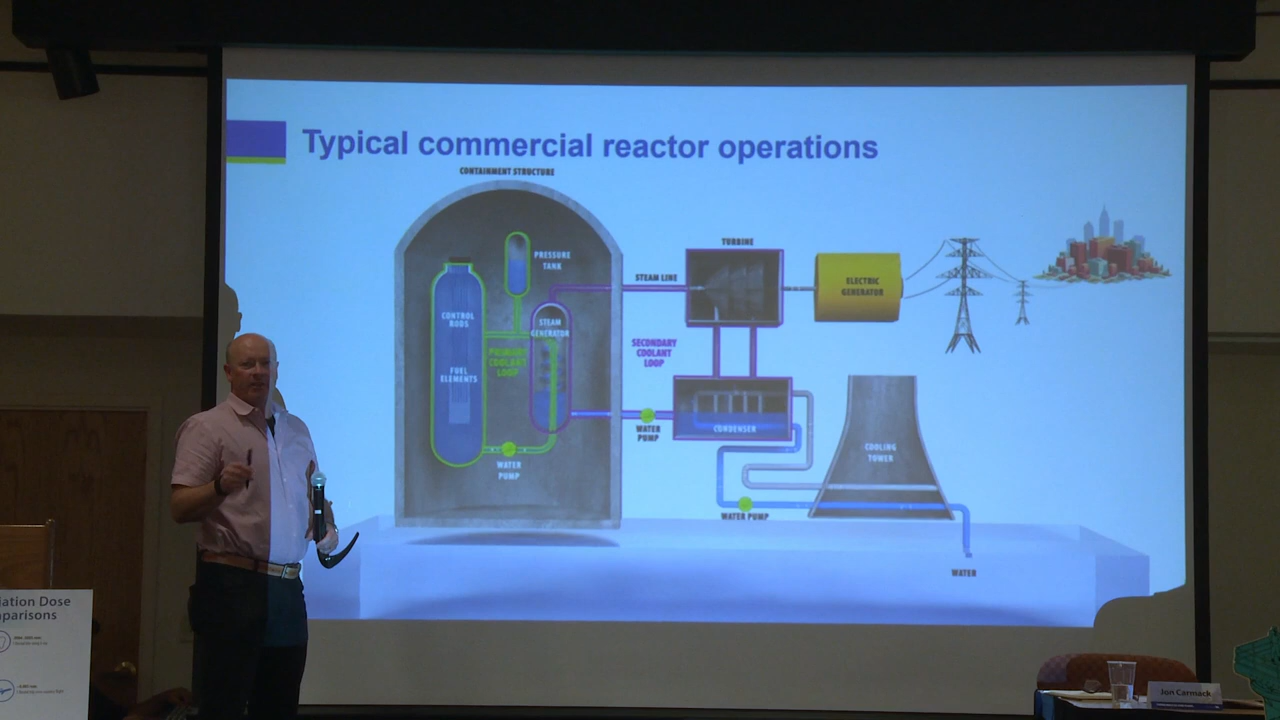 Typical commercial reactor operations
CONTAINMENT STRUCTURE
PRESSURE
TANK
CONTROL
RODS
FUEL
ELEMENTS
PRIMARY
COOLANT
LOOP
STEAM
GENERATOR
WATER
PUMP
STEAM LINE
SECONDARY
COOLANT
LOOP
WATER
PUMP
TURBINE
CONDENSER
ELECTRIC
GENERATOR
COOLING
TOWER
WATER PUMP
WATER
iation Dose
parisons
Jon Carmack